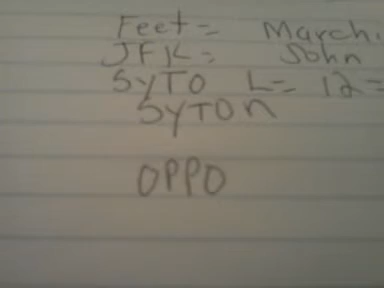 Feet= March.
JFK= John
SYTO L= 12=
SYTON
OPPO